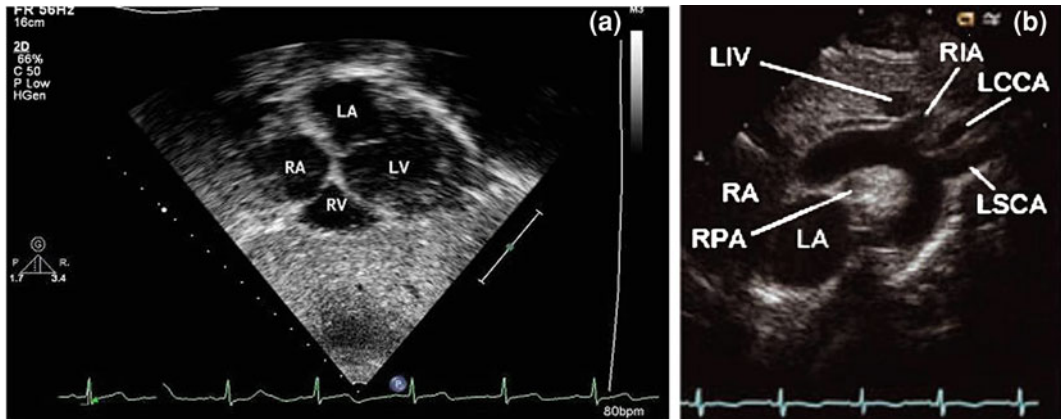 FR 56Hz
16cm
2D
66%
C 50
P Low
HGen
M3
(a)
LA
RA
LV
RV
G
P
R
1.7
3.4
P
80bpm
(b)
LIV
RIA
LCCA
RA
LSCA
RPA
LA